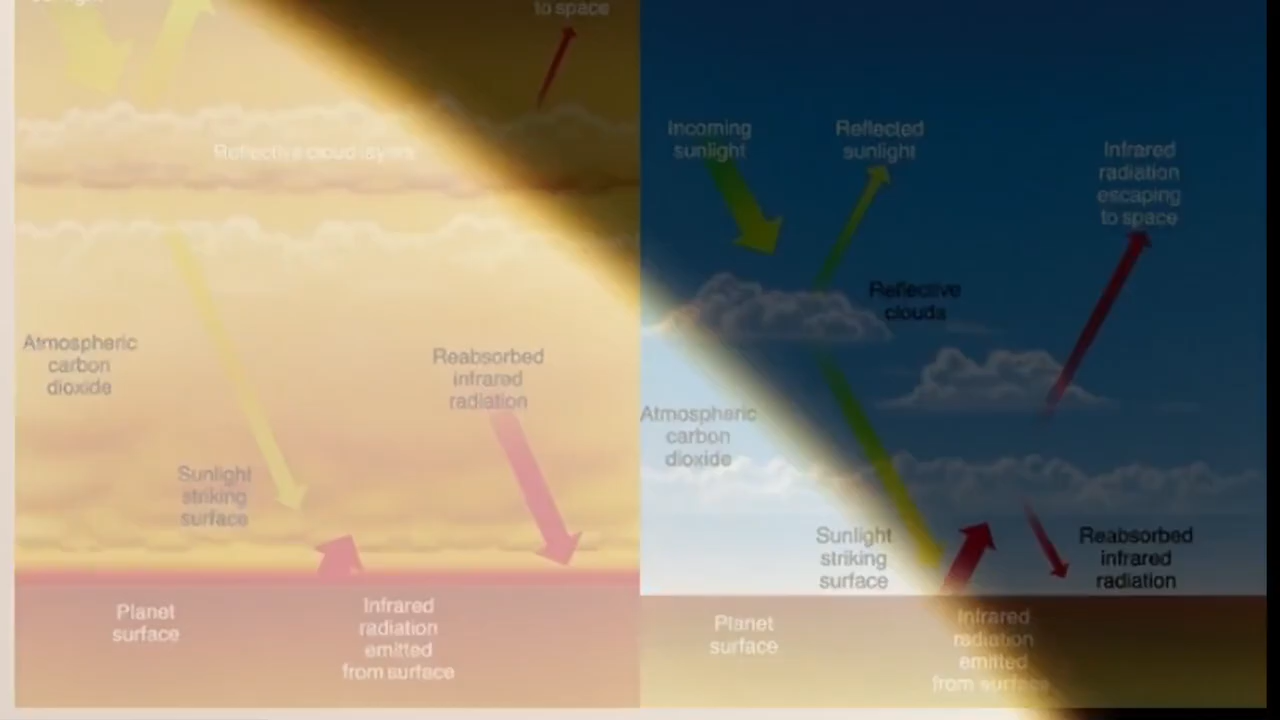 sunlight
to space
Reflective cloud layers
Atmospheric
carbon
dioxide
Reabsorbed
infrared
radiation
Sunlight
striking
surface
Planet
surface
Infrared
radiation
emitted
from surface
Incoming
sunlight
Reflected
sunlight
Infrared
radiation
escaping
to space
Reflective
clouds
Atmospheric
carbon
dioxide
Sunlight
striking
surface
Reabsorbed
infrared
radiation
Planet
surface
Infrared
radiation
emitted
from surface